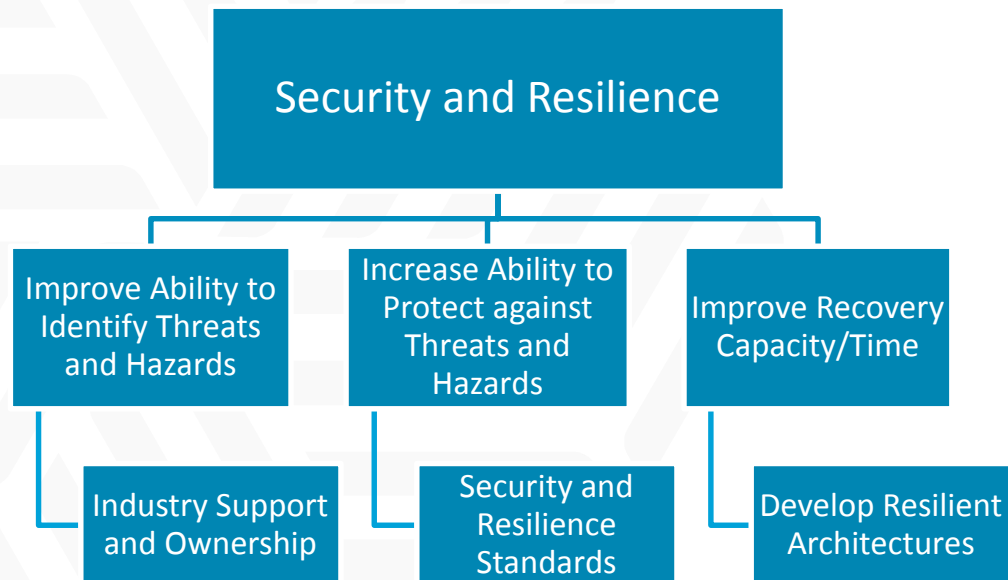 Security and Resilience
Improve Ability to
Identify Threats
and Hazards
Increase Ability to
Protect against
Threats and
Hazards
Improve Recovery
Capacity/Time
Industry Support
and Ownership
Security and
Resilience
Standards
Develop Resilient
Architectures